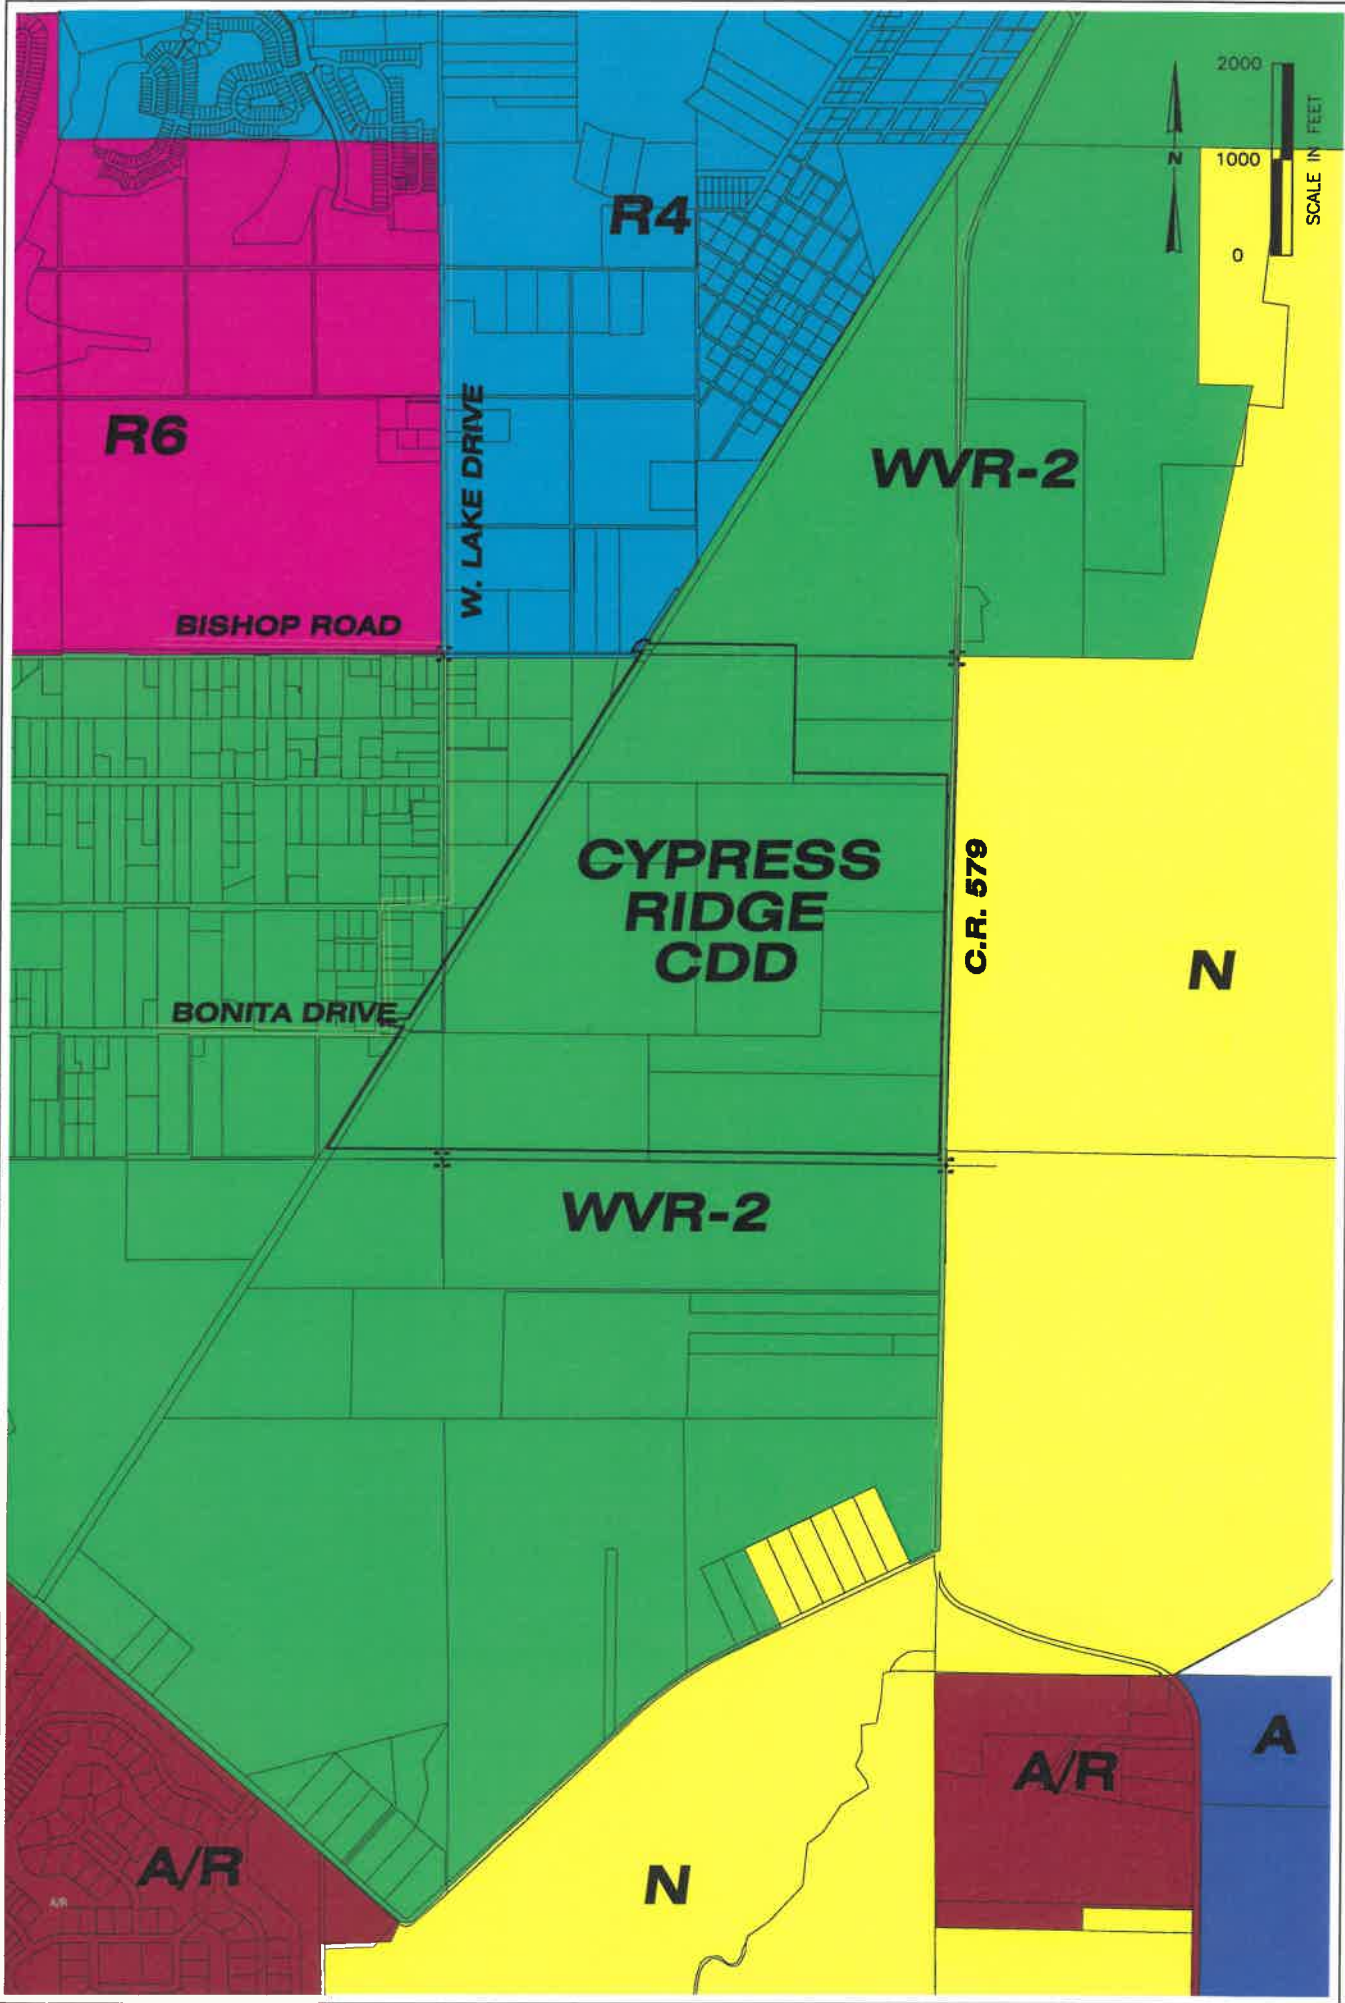 2000
1000
0
SCALE IN FEET
N
R4
R6
W. LAKE DRIVE
WVR-2
BISHOP ROAD
CYPRESS
RIDGE
CDD
C.R. 579
N
BONITA DRIVE
WVR-2
A
A/R
A/R
A/R
N